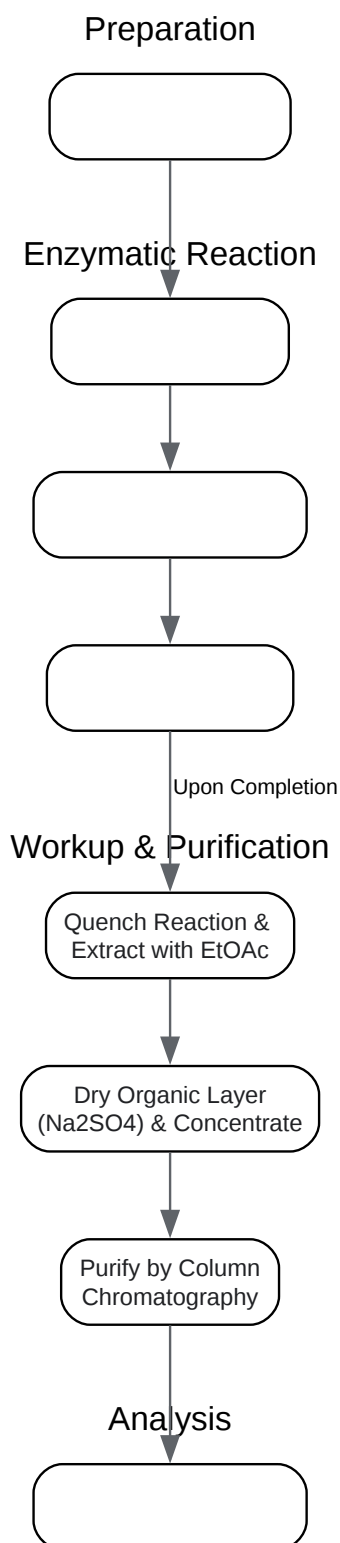 Preparation
Enzymatic Reaction
Upon Completion
Workup & Purification
Quench Reaction &
Extract with EtOAc
Dry Organic Layer
(Na2SO4) & Concentrate
Purify by Column
Chromatography
Analysis